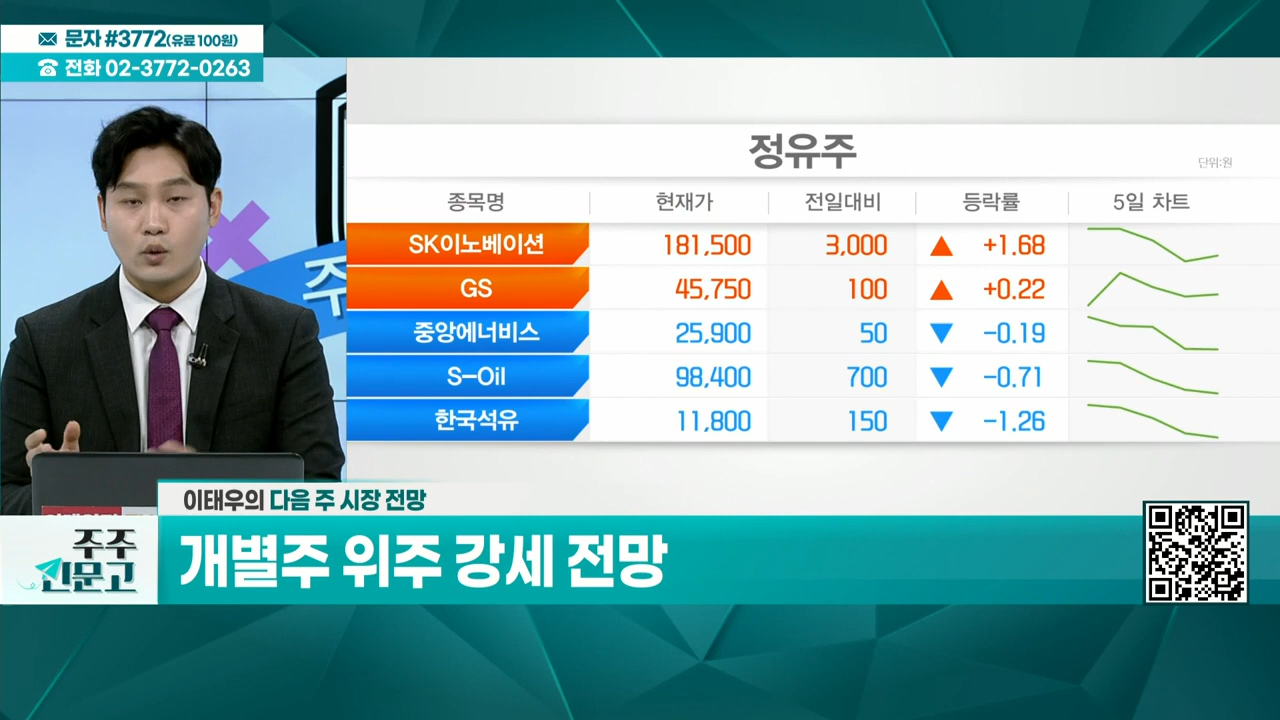 문자 #3772(유료 100원)
전화 02-3772-0263
주
정유주
단위:원
종목명 현재가 전일대비 등락률 5일 차트
SK이노베이션 181,500 3,000 ▲ +1.68
GS 45,750 100 ▲ +0.22
중앙에너비스 25,900 50 ▼ -0.19
S-Oil 98,400 700 ▼ -0.71
한국석유 11,800 150 ▼ -1.26
이태우의 다음 주 시장 전망
주주
신문고
개별주 위주 강세 전망